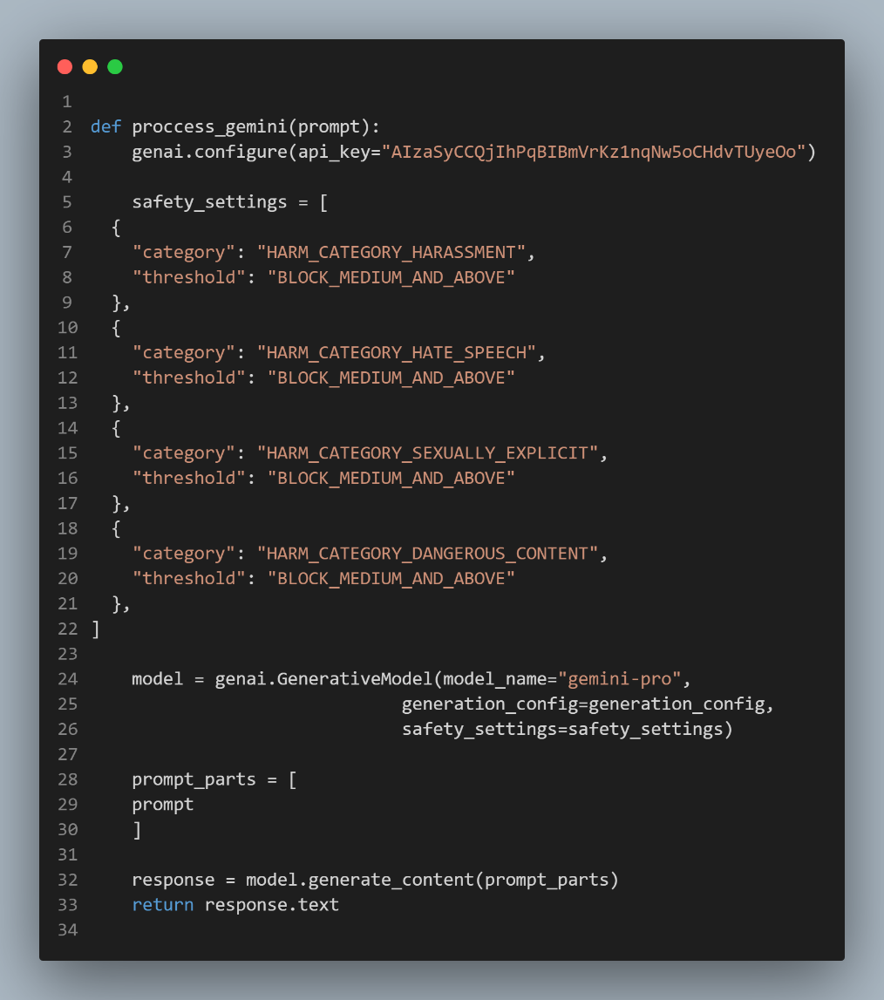 1
2 def proccess_gemini(prompt):
3     genai.configure(api_key="AIzaSyCCQjIhPqBIBmVrKz1nqNw5oCHdvTUyeOo")
4
5     safety_settings = [
6   {
7     "category": "HARM_CATEGORY_HARASSMENT",
8     "threshold": "BLOCK_MEDIUM_AND_ABOVE"
9   },
10   {
11     "category": "HARM_CATEGORY_HATE_SPEECH",
12     "threshold": "BLOCK_MEDIUM_AND_ABOVE"
13   },
14   {
15     "category": "HARM_CATEGORY_SEXUALLY_EXPLICIT",
16     "threshold": "BLOCK_MEDIUM_AND_ABOVE"
17   },
18   {
19     "category": "HARM_CATEGORY_DANGEROUS_CONTENT",
20     "threshold": "BLOCK_MEDIUM_AND_ABOVE"
21   },
22 ]
23
24     model = genai.GenerativeModel(model_name="gemini-pro",
25                               generation_config=generation_config,
26                               safety_settings=safety_settings)
27
28     prompt_parts = [
29     prompt
30     ]
31
32     response = model.generate_content(prompt_parts)
33     return response.text
34